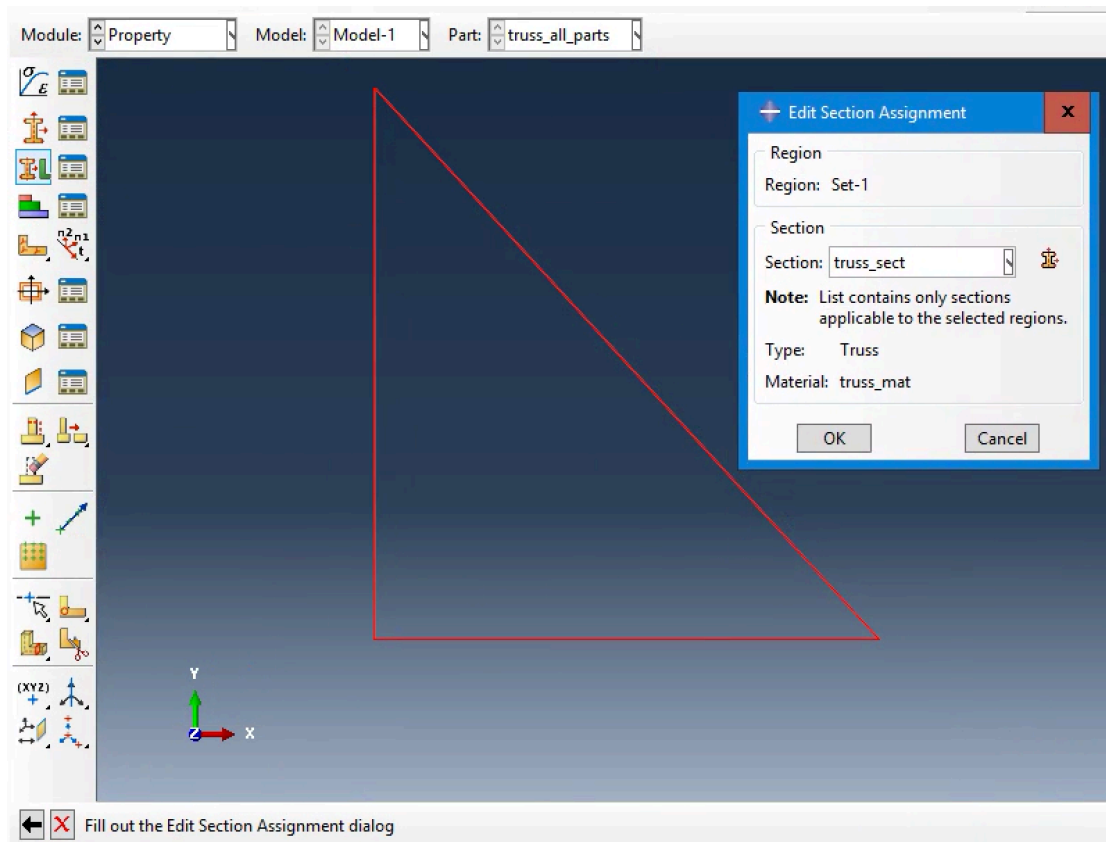 Module: Property Model: Model-1 Part: truss_all_parts
σ ε
n2 n1 t
(XYZ)
Y
Z X
Edit Section Assignment X
Region
Region: Set-1
Section
Section: truss_sect
Note: List contains only sections
applicable to the selected regions.
Type: Truss
Material: truss_mat
OK Cancel
Fill out the Edit Section Assignment dialog